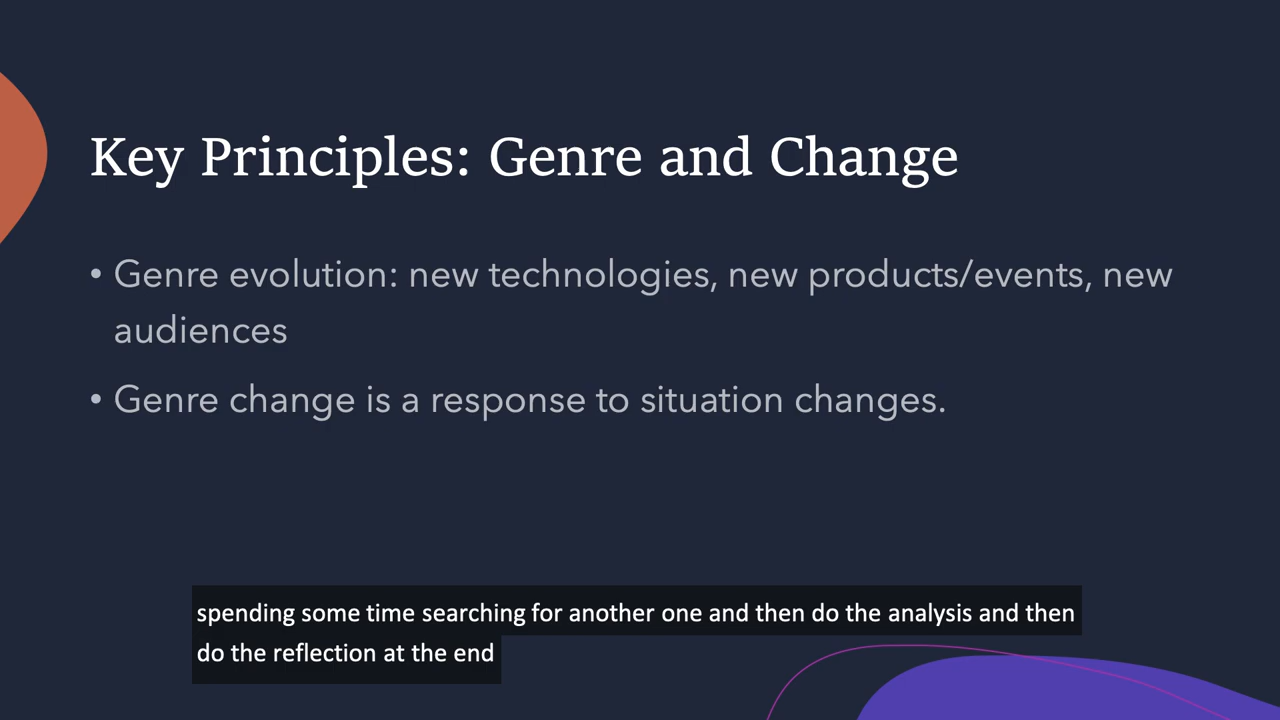 Key Principles: Genre and Change
• Genre evolution: new technologies, new products/events, new
audiences
• Genre change is a response to situation changes.
spending some time searching for another one and then do the analysis and then
do the reflection at the end